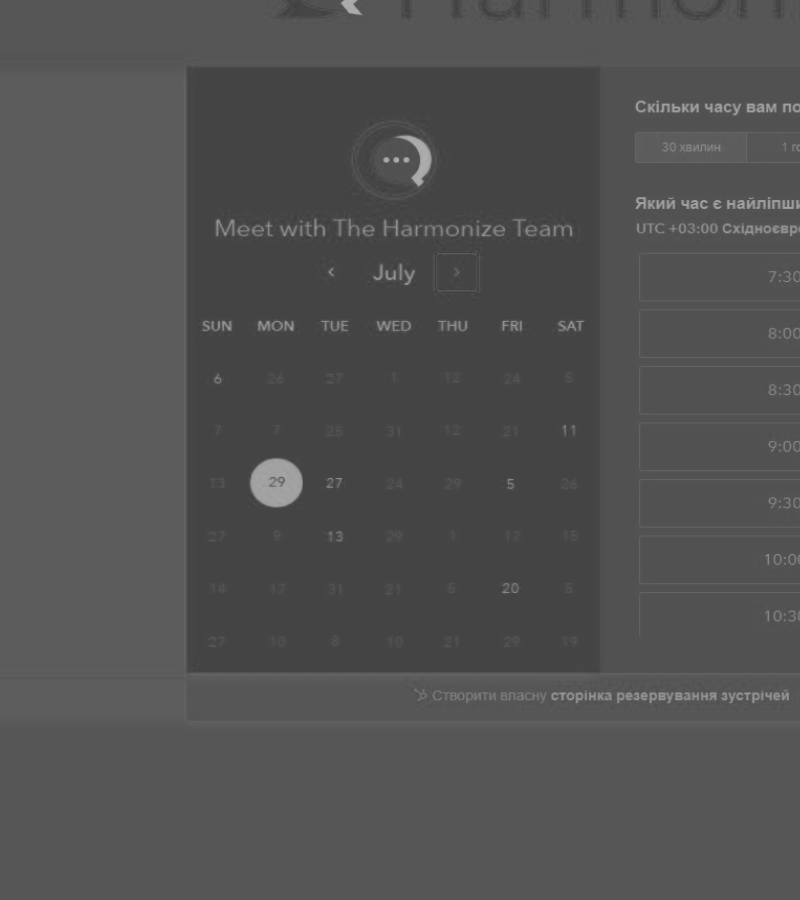 Harmon
Meet with The Harmonize Team
July
SUN MON TUE WED THU FRI SAT
6 26 27 1 12 24 5
7 7 25 31 12 21 11
13 29 27 24 29 5 26
27 9 13 29 1 17 15
14 17 31 21 5 20 5
27 10 8 10 21 29 19
Скільки часу вам по
30 хвилин 1 го
Який час є найліпши
UTC +03:00 Східноєвро
7:30
8:00
8:30
9:00
9:30
10:00
10:30
Створити власну сторінка резервування зустрічей